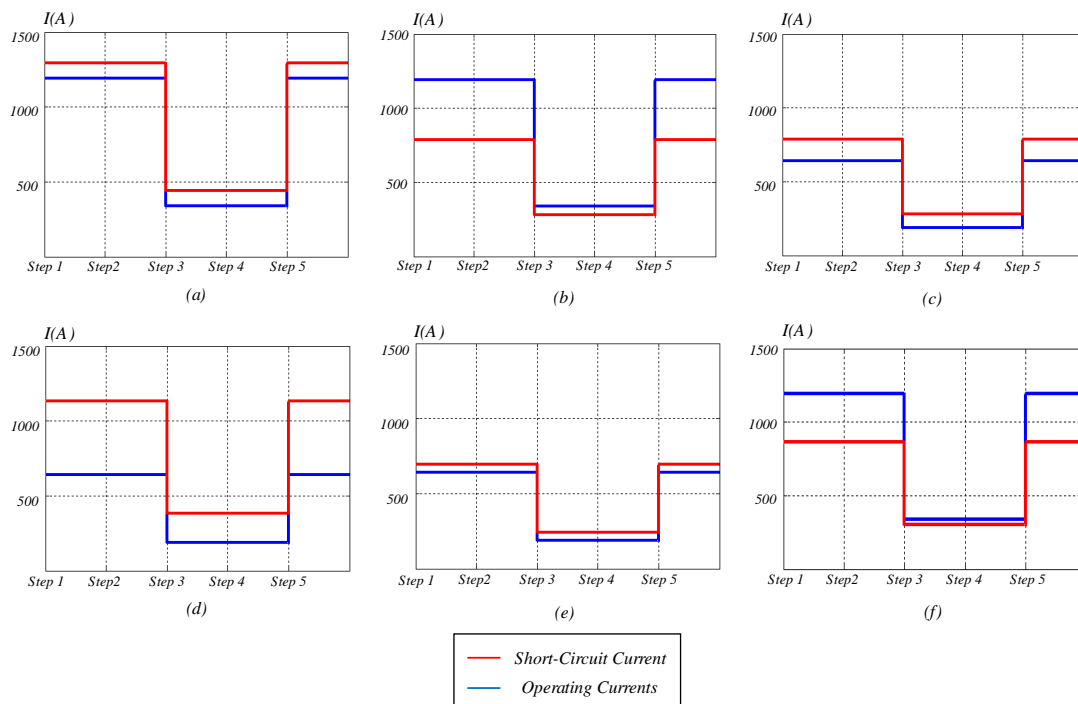 I(A)
1500
1000
500
Step 1 Step2 Step 3 Step 4 Step 5
(a)
I(A)
1500
1000
500
Step 1 Step2 Step 3 Step 4 Step 5
(b)
I(A)
1500
1000
500
Step 1 Step2 Step 3 Step 4 Step 5
(c)
I(A)
1500
1000
500
Step 1 Step2 Step 3 Step 4 Step 5
(d)
I(A)
1500
1000
500
Step 1 Step2 Step 3 Step 4 Step 5
(e)
I(A)
1500
1000
500
Step 1 Step2 Step 3 Step 4 Step 5
(f)
Short-Circuit Current
Operating Currents